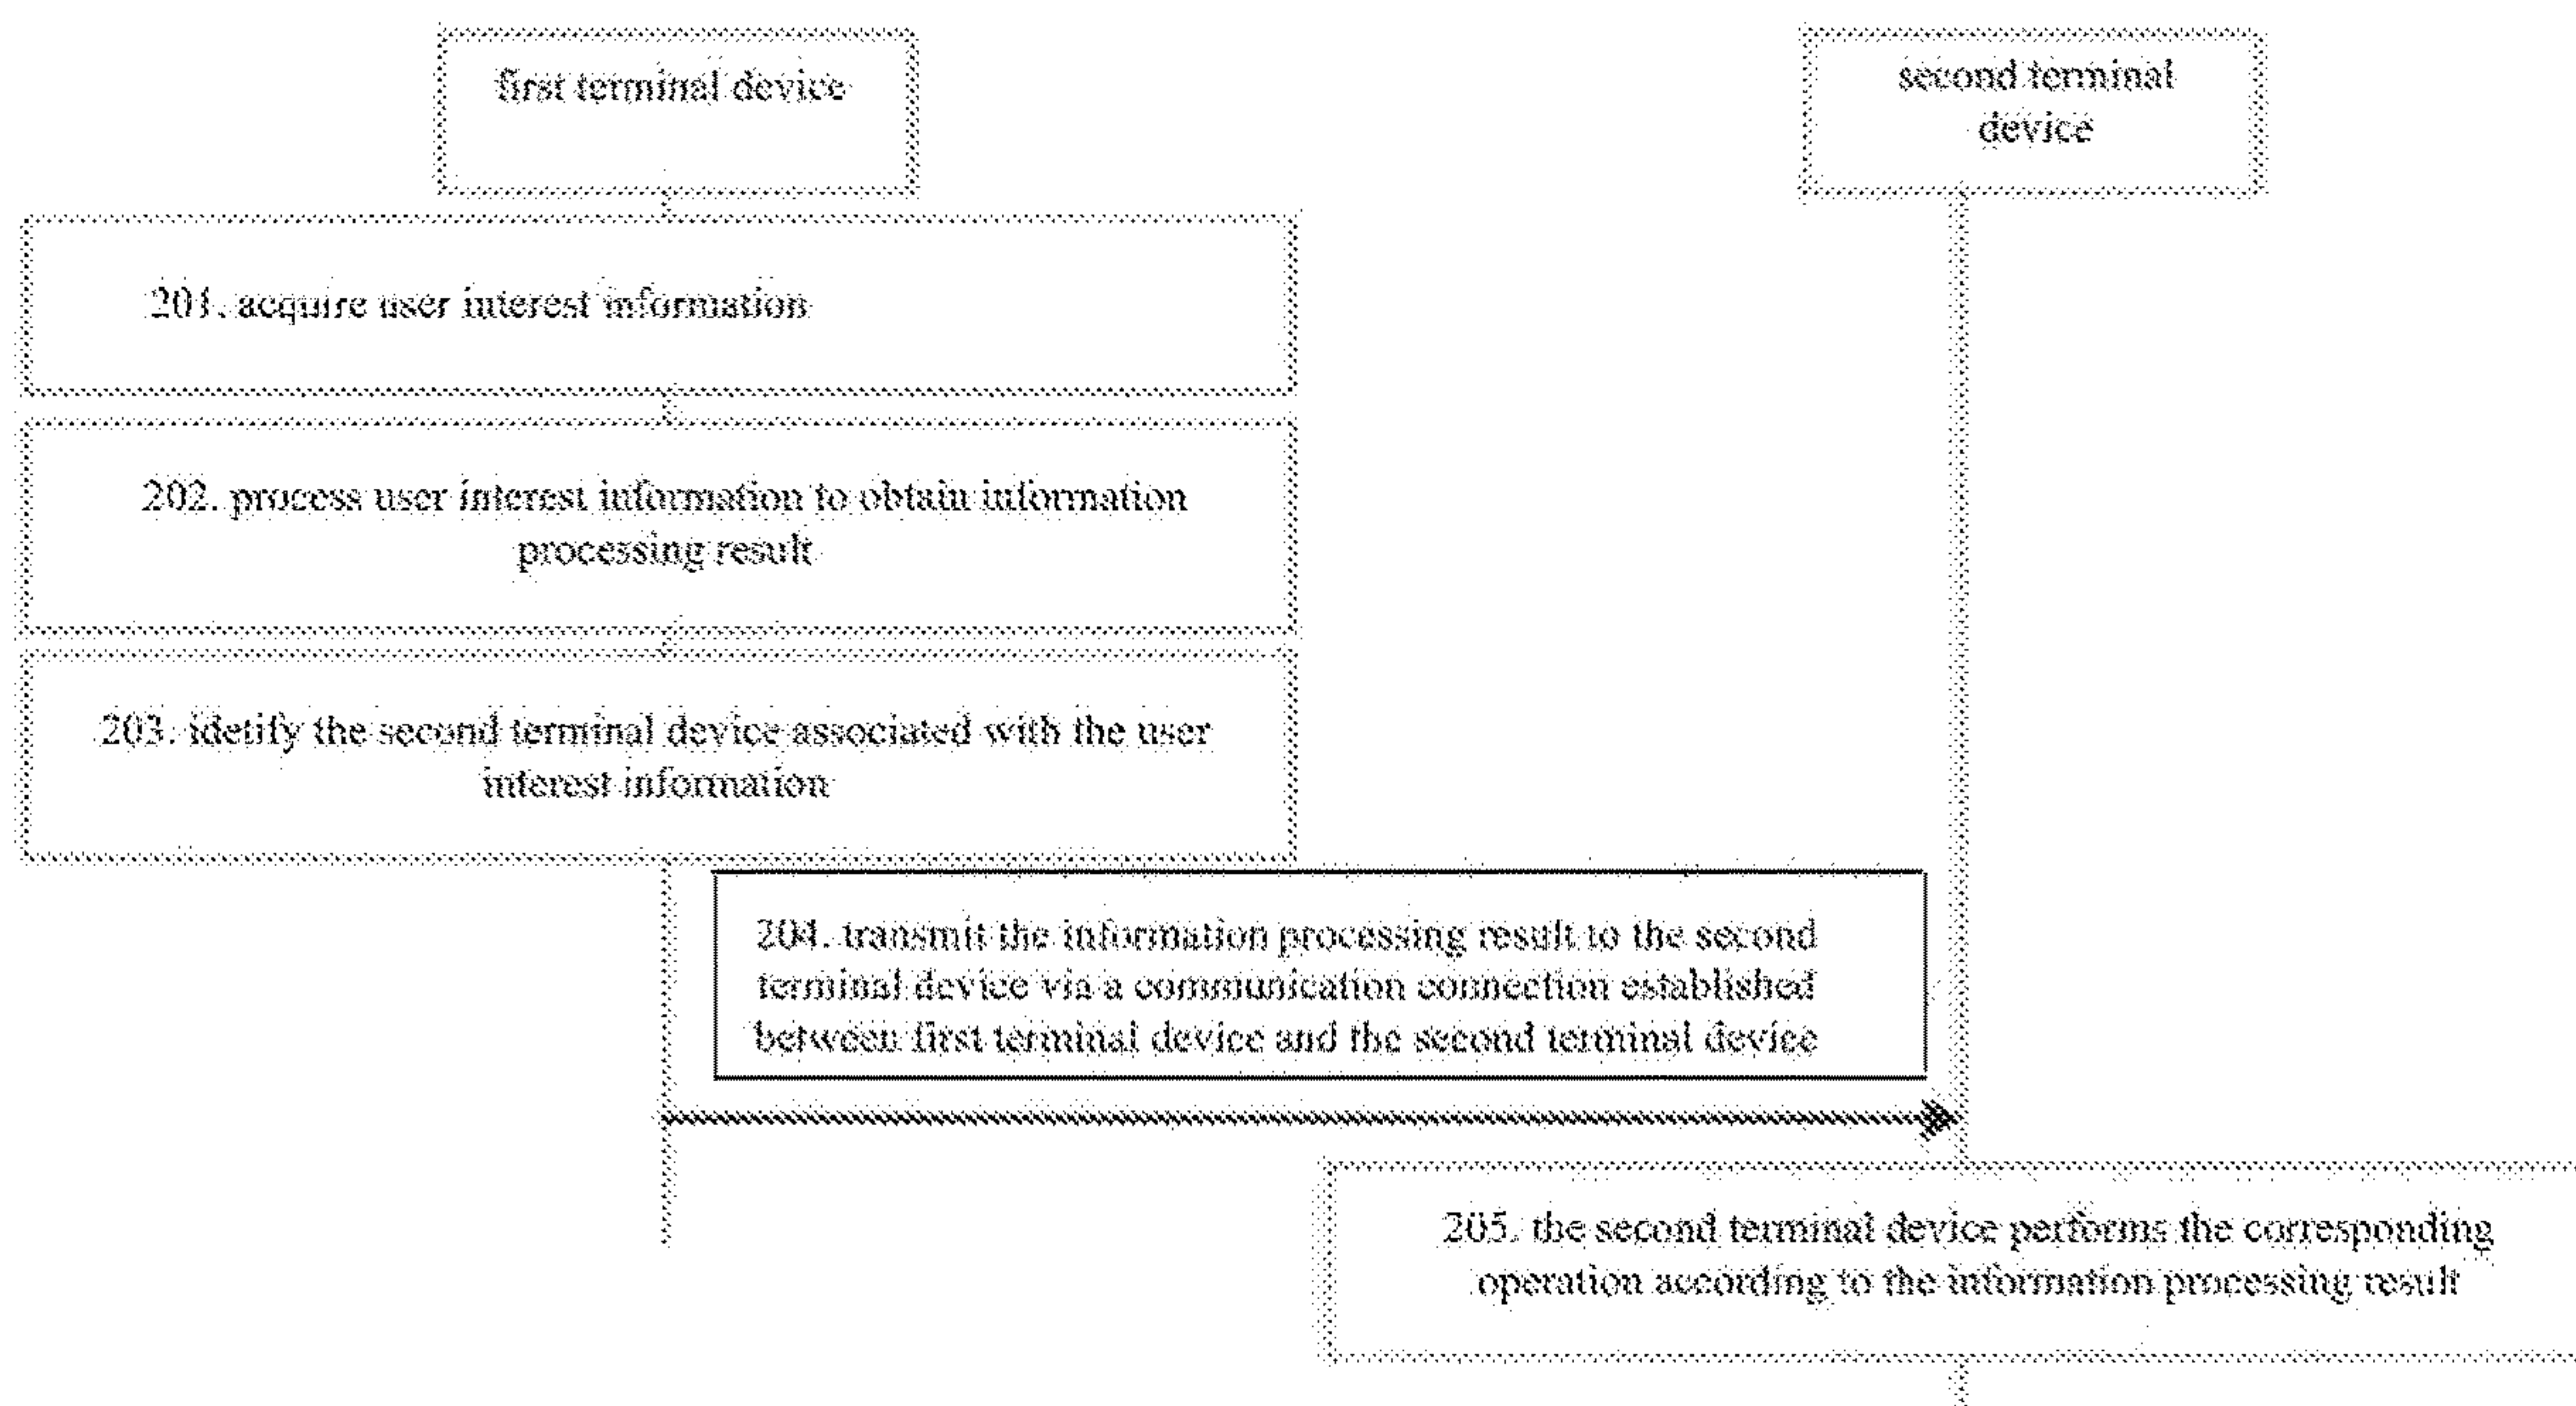 first terminal device
second terminal
device
201. acquire user interest information
202. process user interest information to obtain information
processing result
203. idetify the second terminal device associated with the user
interest information
204. transmit the information processing result to the second
terminal device via a communication connection established
between first terminal device and the second terminal device
205. the second terminal device performs the corresponding
operation according to the information processing result